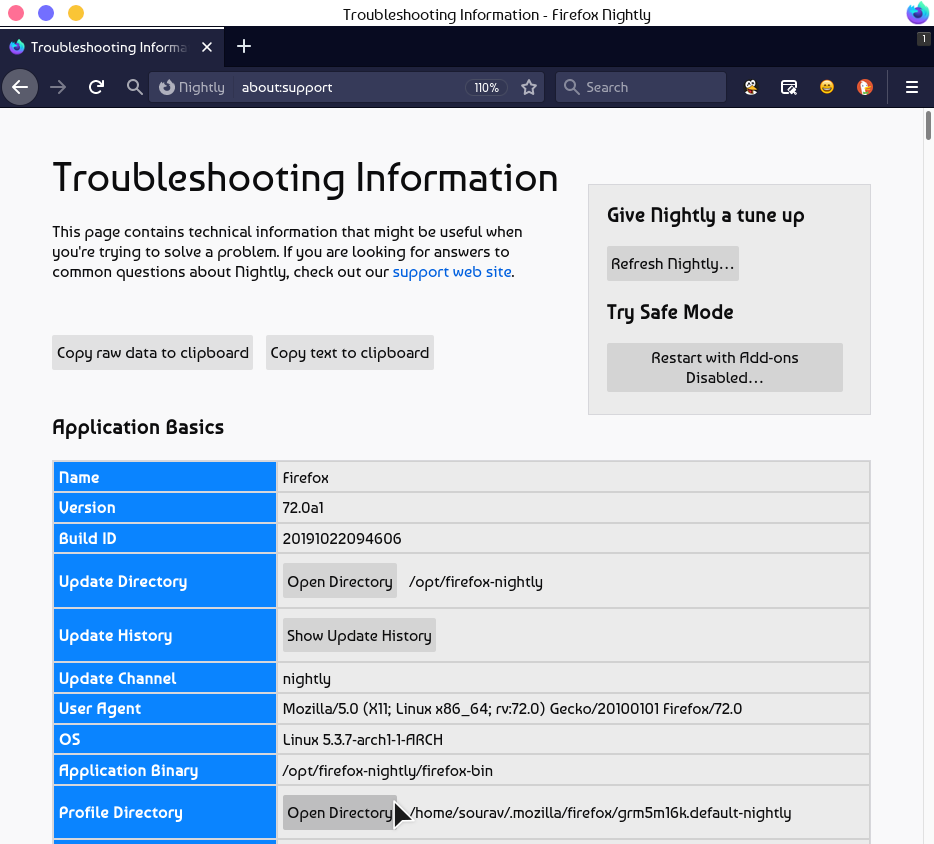 Troubleshooting Information - Firefox Nightly
Troubleshooting Informa
1
Nightly about:support 110% Search
Troubleshooting Information
This page contains technical information that might be useful when
you're trying to solve a problem. If you are looking for answers to
common questions about Nightly, check out our support web site.
Give Nightly a tune up
Refresh Nightly...
Try Safe Mode
Restart with Add-ons
Disabled...
Copy raw data to clipboard Copy text to clipboard
Application Basics
Name Firefox
Version 72.0a1
Build ID 20191022094606
Update Directory Open Directory /opt/firefox-nightly
Update History Show Update History
Update Channel nightly
User Agent Mozilla/5.0 (X11; Linux x86_64; rv:72.0) Gecko/20100101 Firefox/72.0
OS Linux 5.3.7-arch1-1-ARCH
Application Binary /opt/firefox-nightly/firefox-bin
Profile Directory Open Directory /home/sourav/.mozilla/firefox/grm5m16k.default-nightly